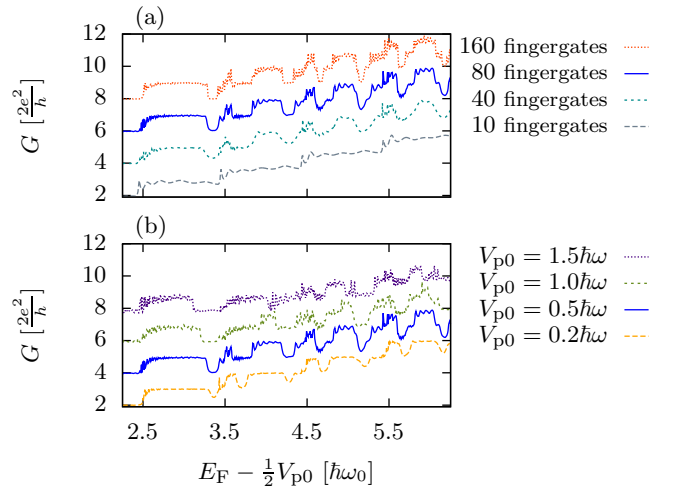 (a)
12
10
8
6
4
2
G [2e²/h]
160 fingergates
80 fingergates
40 fingergates
10 fingergates
(b)
12
10
8
6
4
2
G [2e²/h]
V_p0 = 1.5ħω
V_p0 = 1.0ħω
V_p0 = 0.5ħω
V_p0 = 0.2ħω
2.5 3.5 4.5 5.5
E_F − ½V_p0 [ħω₀]